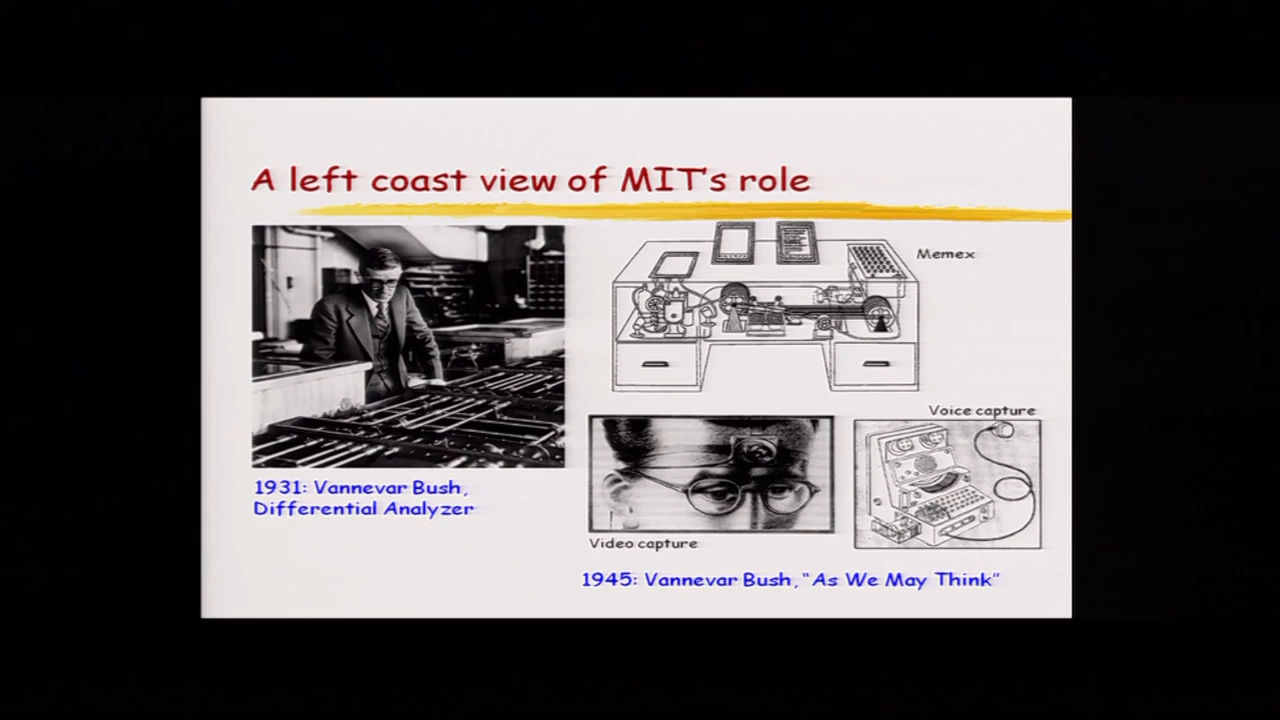 A left coast view of MIT's role
Memex
1931: Vannevar Bush,
Differential Analyzer
Voice capture
Video capture
1945: Vannevar Bush, "As We May Think"